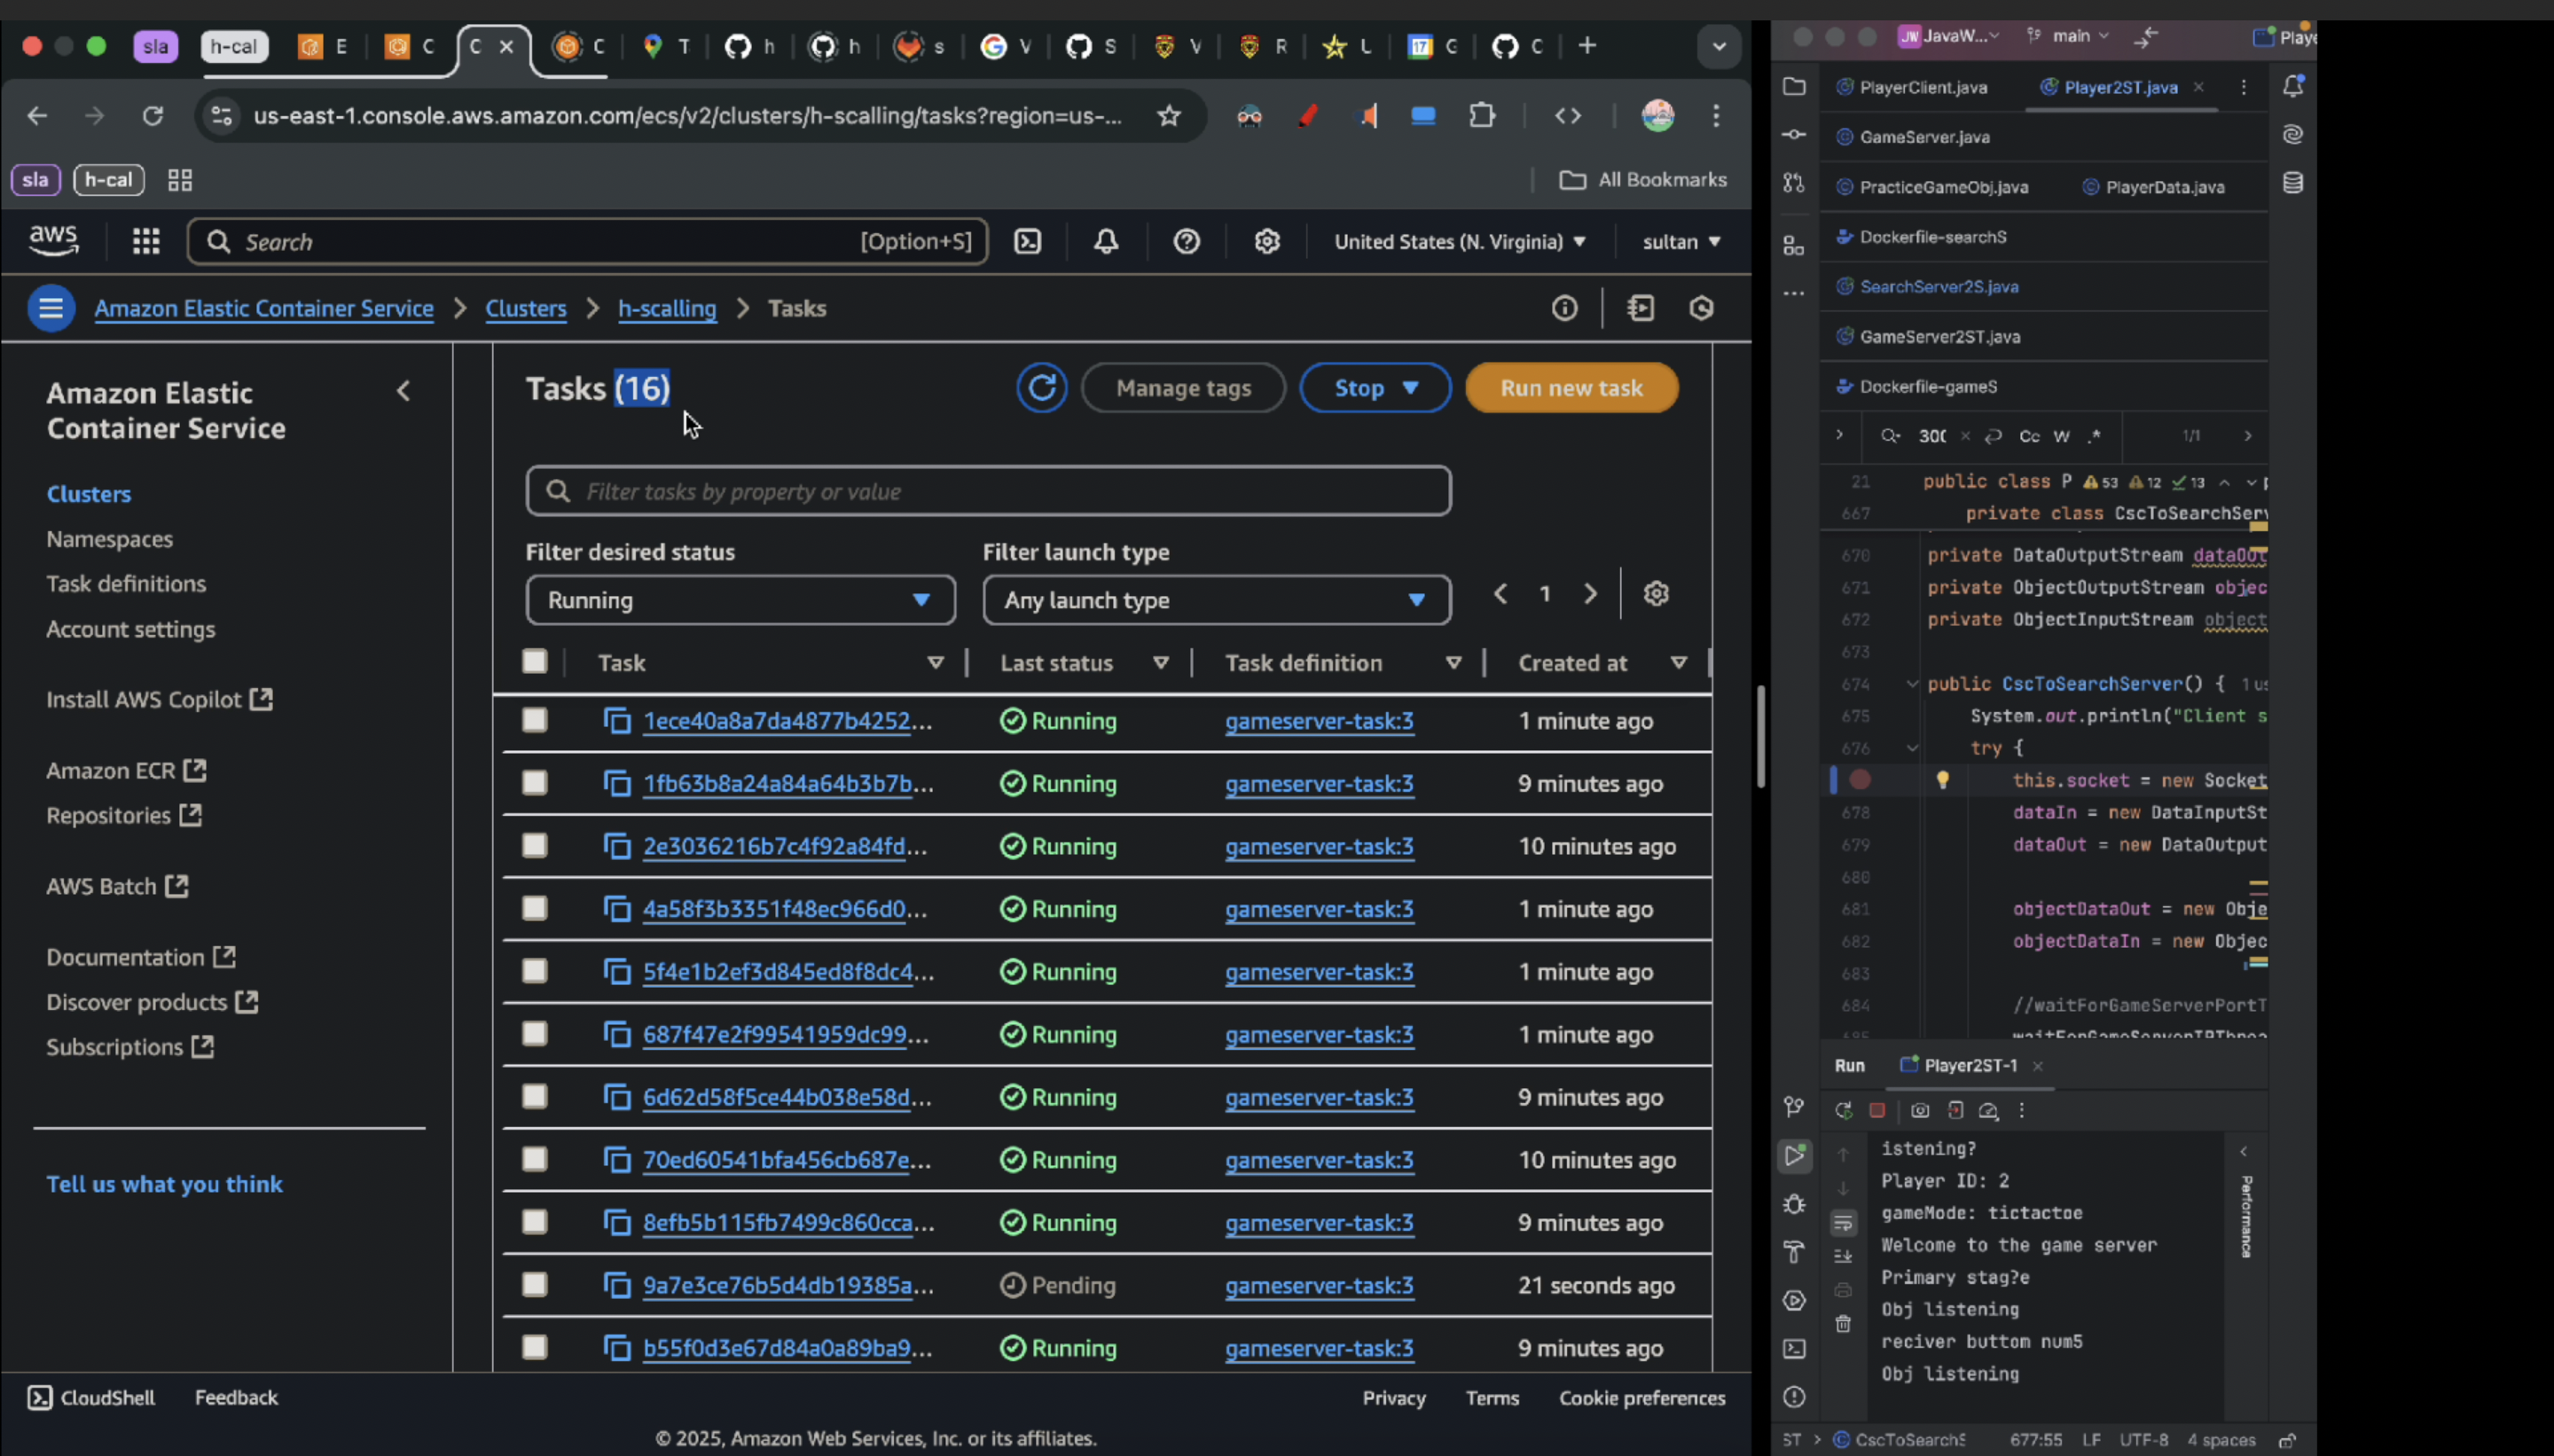 sla h-cal E C C C T h h s G V S V R L G C
us-east-1.console.aws.amazon.com/ecs/v2/clusters/h-scalling/tasks?region=us-...
sla h-cal All Bookmarks
aws Search [Option+S] United States (N. Virginia) sultan
Amazon Elastic Container Service > Clusters > h-scalling > Tasks
Amazon Elastic
Container Service
Clusters
Namespaces
Task definitions
Account settings
Install AWS Copilot
Amazon ECR
Repositories
AWS Batch
Documentation
Discover products
Subscriptions
Tell us what you think
Tasks (16) Manage tags Stop Run new task
Filter tasks by property or value
Filter desired status Filter launch type
Running Any launch type 1
Task Last status Task definition Created at
1ece40a8a7da4877b4252... Running gameserver-task:3 1 minute ago
1fb63b8a24a84a64b3b7b... Running gameserver-task:3 9 minutes ago
2e3036216b7c4f92a84fd... Running gameserver-task:3 10 minutes ago
4a58f3b3351f48ec966d0... Running gameserver-task:3 1 minute ago
5f4e1b2ef3d845ed8f8dc4... Running gameserver-task:3 1 minute ago
687f47e2f99541959dc99... Running gameserver-task:3 1 minute ago
6d62d58f5ce44b038e58d... Running gameserver-task:3 9 minutes ago
70ed60541bfa456cb687e... Running gameserver-task:3 10 minutes ago
8efb5b115fb7499c860cca... Running gameserver-task:3 9 minutes ago
9a7e3ce76b5d4db19385a... Pending gameserver-task:3 21 seconds ago
b55f0d3e67d84a0a89ba9... Running gameserver-task:3 9 minutes ago
CloudShell Feedback Privacy Terms Cookie preferences
© 2025, Amazon Web Services, Inc. or its affiliates.
JW JavaW... main Playe
PlayerClient.java Player2ST.java
GameServer.java
PracticeGameObj.java PlayerData.java
Dockerfile-searchS
SearchServer2S.java
GameServer2ST.java
Dockerfile-gameS
300 Cc W .* 1/1
21 public class P 53 12 13
667 private class CscToSearchSer
670 private DataOutputStream dataOut
671 private ObjectOutputStream objec
672 private ObjectInputStream object
673
674 public CscToSearchServer() { 1 us
675 System.out.println("Client s
676 try {
this.socket = new Socket
678 dataIn = new DataInputSt
679 dataOut = new DataOutput
680
681 objectDataOut = new Obje
682 objectDataIn = new Objec
683
684 //waitForGameServerPortT
Run Player2ST-1
istening?
Player ID: 2
gameMode: tictactoe
Welcome to the game server
Primary stag?e
Obj listening
reciver buttom num5
Obj listening
Performance
ST > CscToSearchS 677:55 LF UTF-8 4 spaces